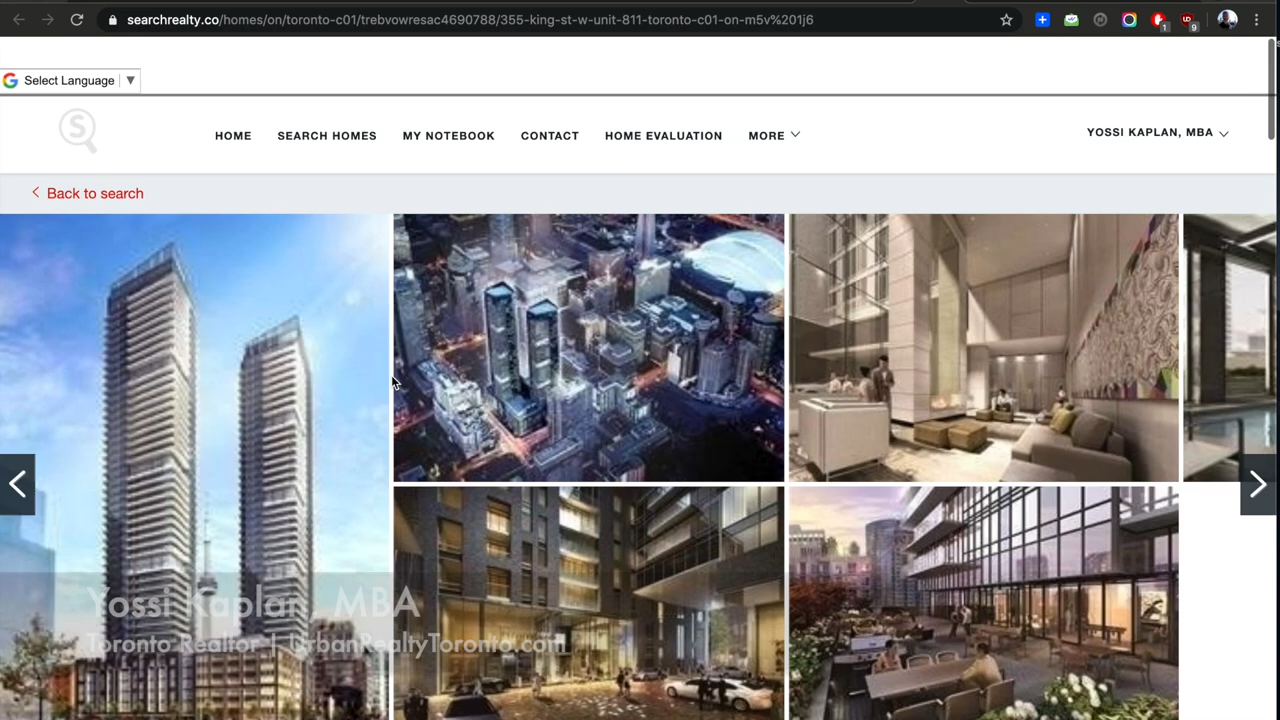 searchrealty.co/homes/on/toronto-c01/trebvowresac4690788/355-king-st-w-unit-811-toronto-c01-on-m5v%201j6
1
9
Select Language
S
HOME SEARCH HOMES MY NOTEBOOK CONTACT HOME EVALUATION MORE YOSSI KAPLAN, MBA
Back to search
Yossi Kaplan, MBA
Toronto Realtor | UrbanRealtyToronto.com